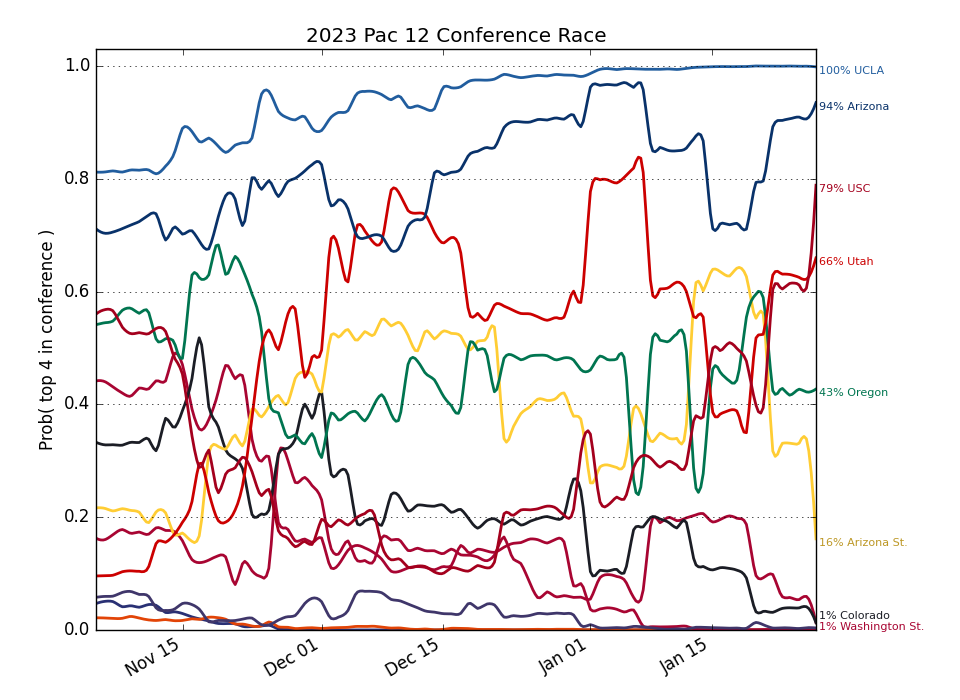 2023 Pac 12 Conference Race
Prob( top 4 in conference )
1.0
0.8
0.6
0.4
0.2
0.0
Nov 15
Dec 01
Dec 15
Jan 01
Jan 15
100% UCLA
94% Arizona
79% USC
66% Utah
43% Oregon
16% Arizona St.
1% Colorado
1% Washington St.